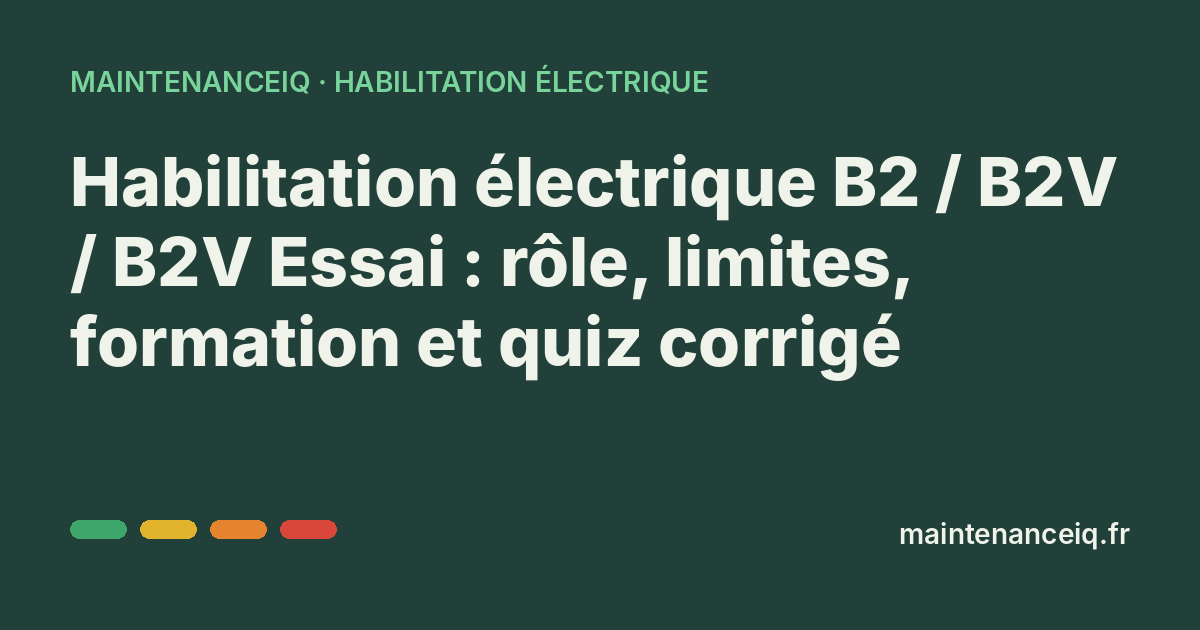 MAINTENANCEIQ · HABILITATION ÉLECTRIQUE
Habilitation électrique B2 / B2V
/ B2V Essai : rôle, limites,
formation et quiz corrigé
maintenanceiq.fr